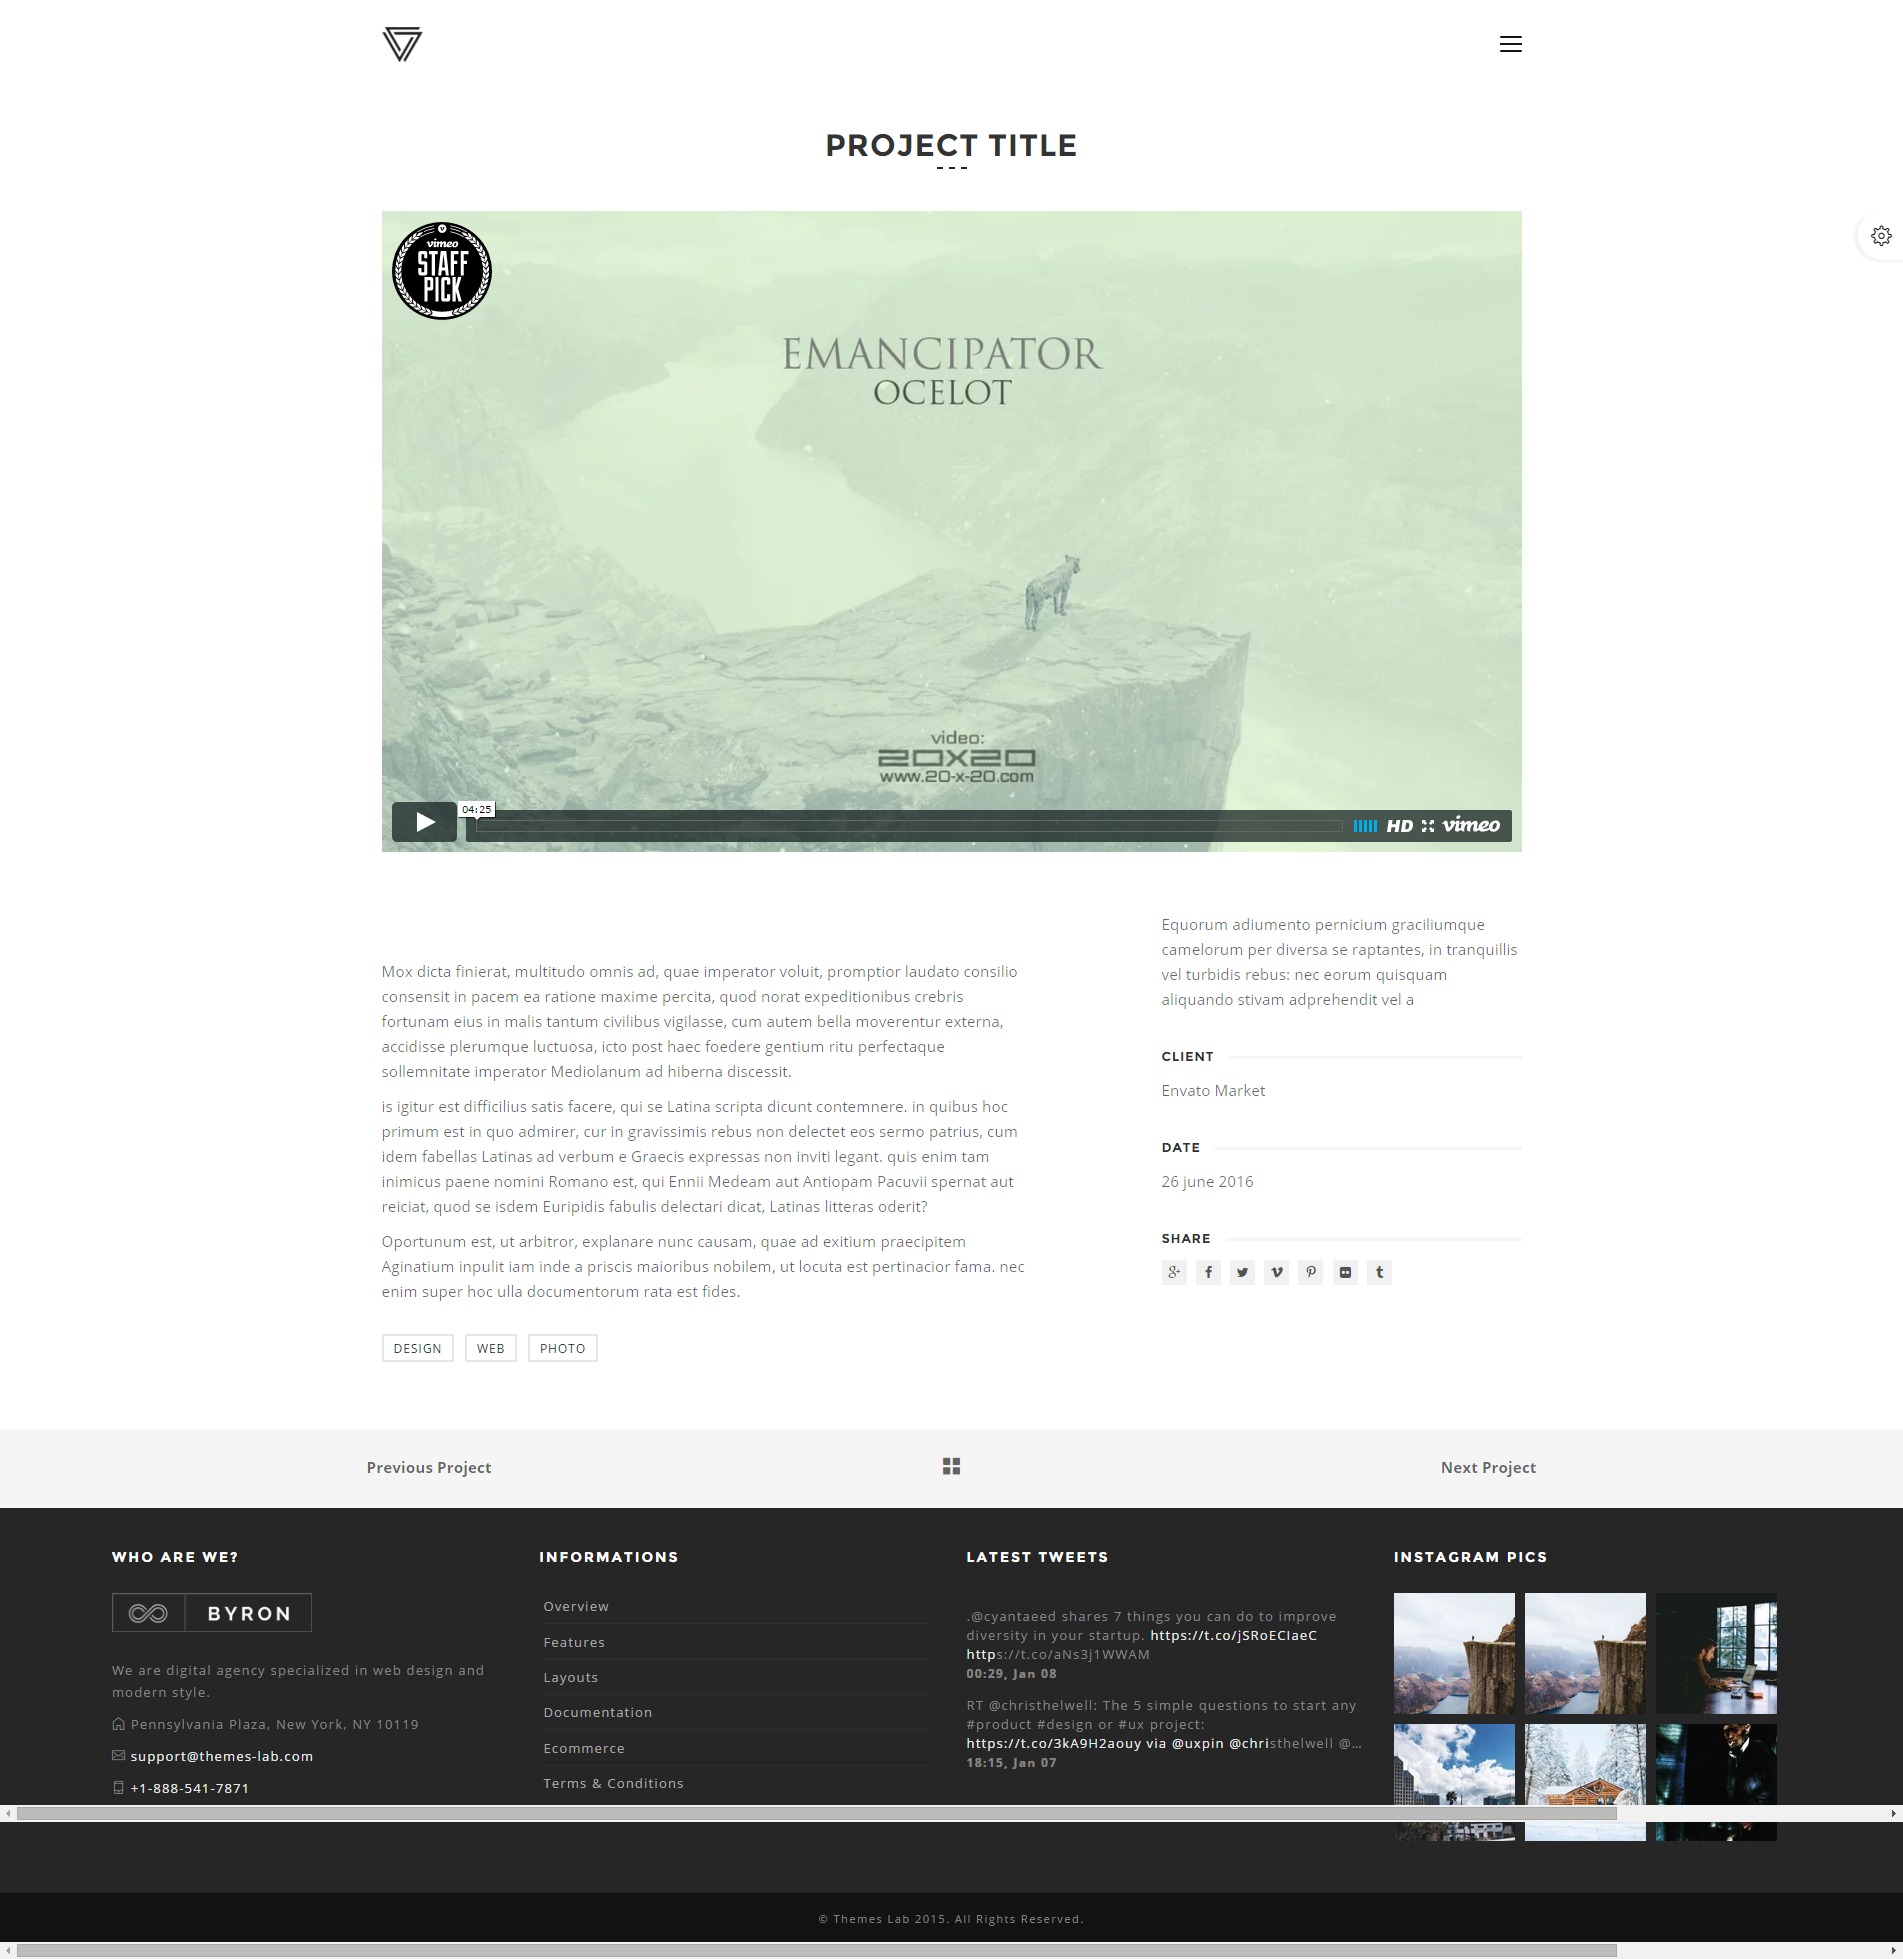 PROJECT TITLE
vimeo
STAFF
PICK
EMANCIPATOR
OCELOT
video:
20X20
www.20-x-20.com
04:25
HD vimeo
Mox dicta finierat, multitudo omnis ad, quae imperator voluit, promptior laudato consilio
consensit in pacem ea ratione maxime percita, quod norat expeditionibus crebris
fortunam eius in malis tantum civilibus vigilasse, cum autem bella moverentur externa,
accidisse plerumque luctuosa, icto post haec foedere gentium ritu perfectaque
sollemnitate imperator Mediolanum ad hiberna discessit.
is igitur est difficilius satis facere, qui se Latina scripta dicunt contemnere. in quibus hoc
primum est in quo admirer, cur in gravissimis rebus non delectet eos sermo patrius, cum
idem fabellas Latinas ad verbum e Graecis expressas non inviti legant. quis enim tam
inimicus paene nomini Romano est, qui Ennii Medeam aut Antiopam Pacuvii spernat aut
reiciat, quod se isdem Euripidis fabulis delectari dicat, Latinas litteras oderit?
Oportunum est, ut arbitror, explanare nunc causam, quae ad exitium praecipitem
Aginatium inpulit iam inde a priscis maioribus nobilem, ut locuta est pertinacior fama. nec
enim super hoc ulla documentorum rata est fides.
DESIGN WEB PHOTO
Equorum adiumento pernicium graciliumque
camelorum per diversa se raptantes, in tranquillis
vel turbidis rebus: nec eorum quisquam
aliquando stivam adprehendit vel a
CLIENT
Envato Market
DATE
26 june 2016
SHARE
Previous Project
Next Project
WHO ARE WE?
BYRON
We are digital agency specialized in web design and
modern style.
Pennsylvania Plaza, New York, NY 10119
support@themes-lab.com
+1-888-541-7871
INFORMATIONS
Overview
Features
Layouts
Documentation
Ecommerce
Terms & Conditions
LATEST TWEETS
.@cyantaeed shares 7 things you can do to improve
diversity in your startup. https://t.co/jSRoECIaeC
https://t.co/aNs3j1WWAM
00:29, Jan 08
RT @christhelwell: The 5 simple questions to start any
#product #design or #ux project:
https://t.co/3kA9H2aouy via @uxpin @christhelwell @…
18:15, Jan 07
INSTAGRAM PICS
© Themes Lab 2015. All Rights Reserved.